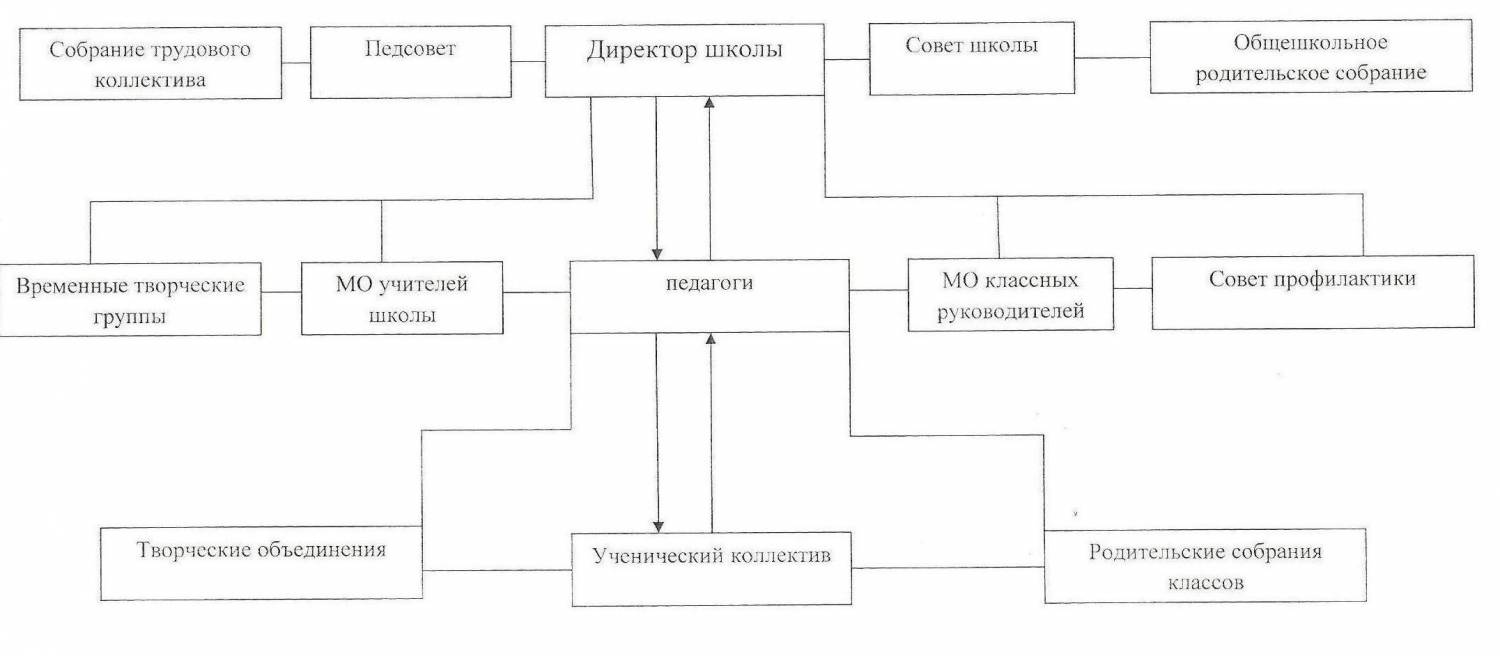 Собрание трудового
коллектива
Педсовет
Директор школы
Совет школы
Общешкольное
родительское собрание
Временные творческие
группы
МО учителей
школы
педагоги
МО классных
руководителей
Совет профилактики
Творческие объединения
Ученический коллектив
Родительские собрания
классов